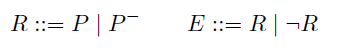 R ::= P | P⁻   E ::= R | ¬R